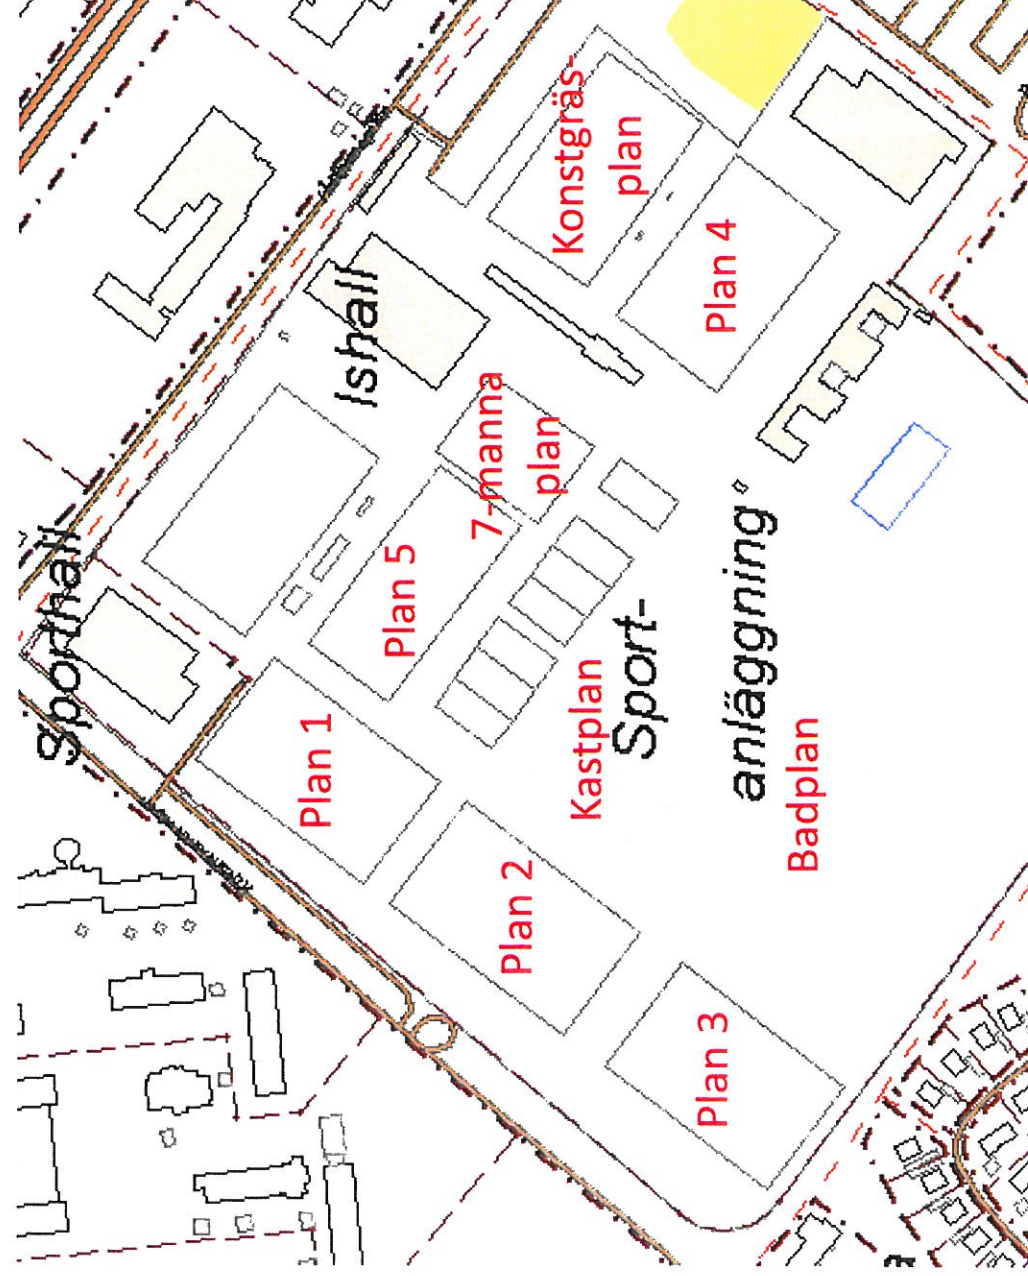 Sporthall
Ishall
Konstgräs-
plan
Plan 4
7-manna
plan
Plan 5
Plan 1
Plan 2
Plan 3
Kastplan
Sport-
anläggning
Badplan